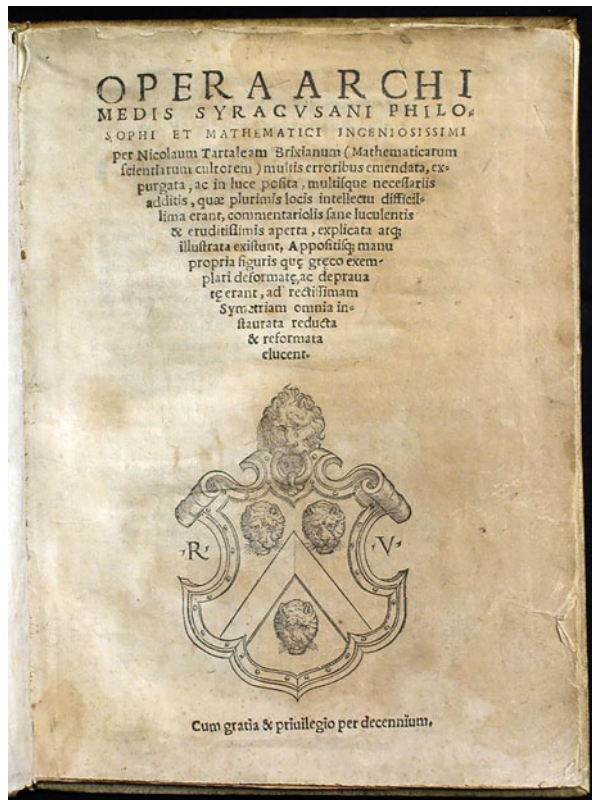 OPERA ARCHI
MEDIS SYRACVSANI PHILO⸗
SOPHI ET MATHEMATICI INGENIOSISSIMI
per Nicolaum Tartaleam Brixianum (Mathematicarum
ſcientiarum cultorem) multis erroribus emendata, ex⸗
purgata, ac in luce poſita, multiſque neceſſariis
additis, quæ plurimis locis intellectu difficil⸗
lima erant, commentariolis ſane luculentis
& eruditiſſimis aperta, explicata atq;
illuſtrata exiſtunt, Appoſitiſq; manu
propria figuris quę gręco exem⸗
plari deformatę, ac depraua
tę erant, ad rectiſſimam
Symetriam omnia in⸗
ſtaurata reducta
& reformata
elucent.
·R· ·V·
Cum gratia & priuilegio per decennium.